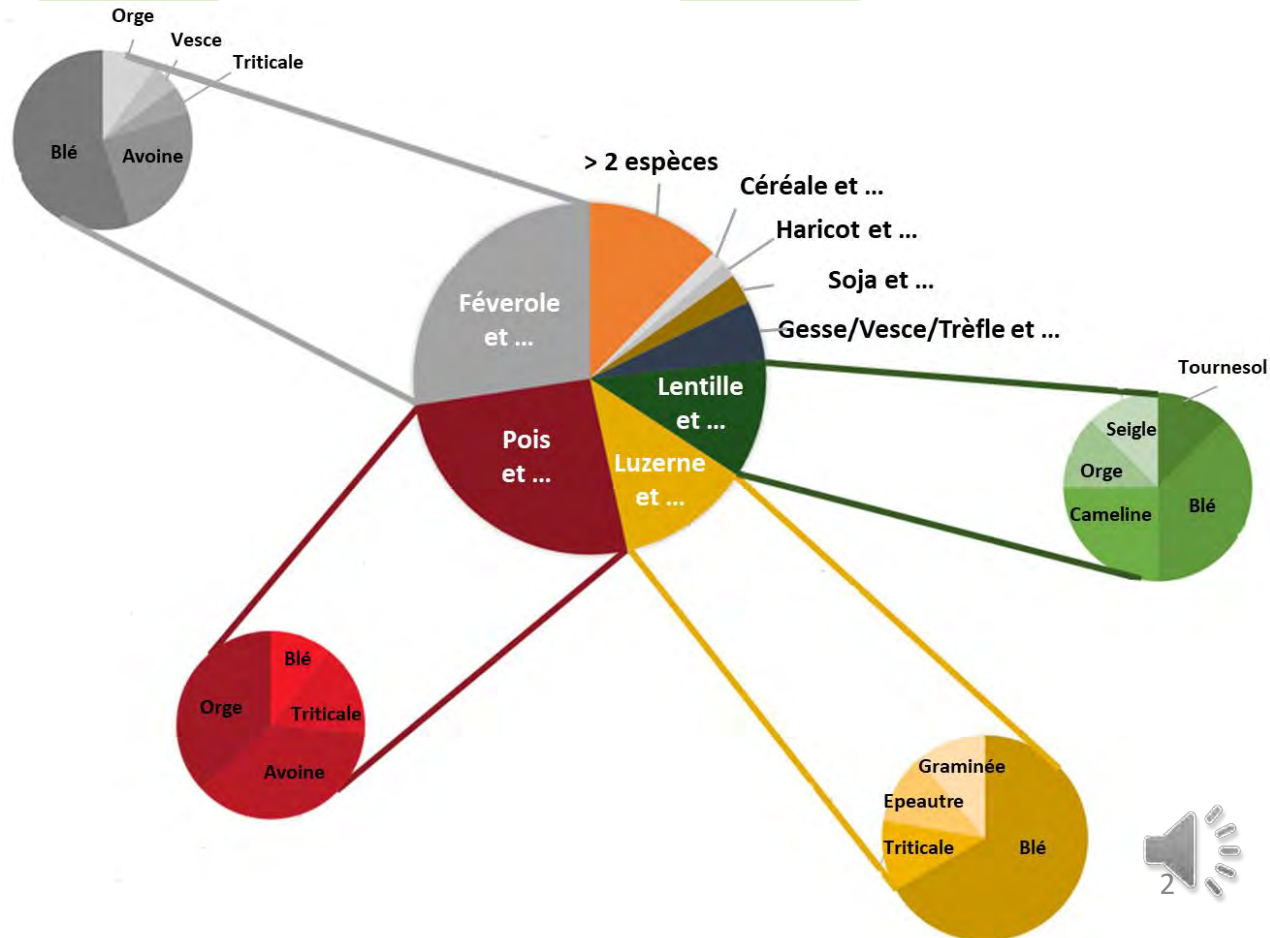 Orge
Vesce
Triticale
Blé
Avoine
> 2 espèces
Céréale et ...
Haricot et ...
Soja et ...
Gesse/Vesce/Trèfle et ...
Féverole
et ...
Lentille
et ...
Pois
et ...
Luzerne
et ...
Tournesol
Seigle
Orge
Cameline
Blé
Blé
Orge
Triticale
Avoine
Graminée
Epeautre
Triticale
Blé
2